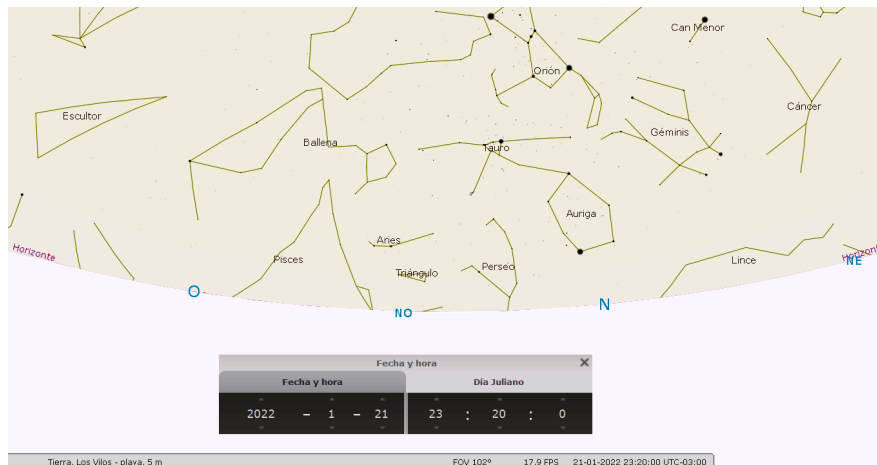 Can Menor
Orión
Cáncer
Escultor
Géminis
Ballena
Tauro
Auriga
Aries
Horizonte
Horizont
Pisces
Triángulo
Perseo
Lince
NE
O
NO
N
Fecha y hora
Fecha y hora
Día Juliano
2022 – 1 – 21 23 : 20 : 0
Tierra, Los Vilos - playa, 5 m FOV 102° 17.9 FPS 21-01-2022 23:20:00 UTC-03:00